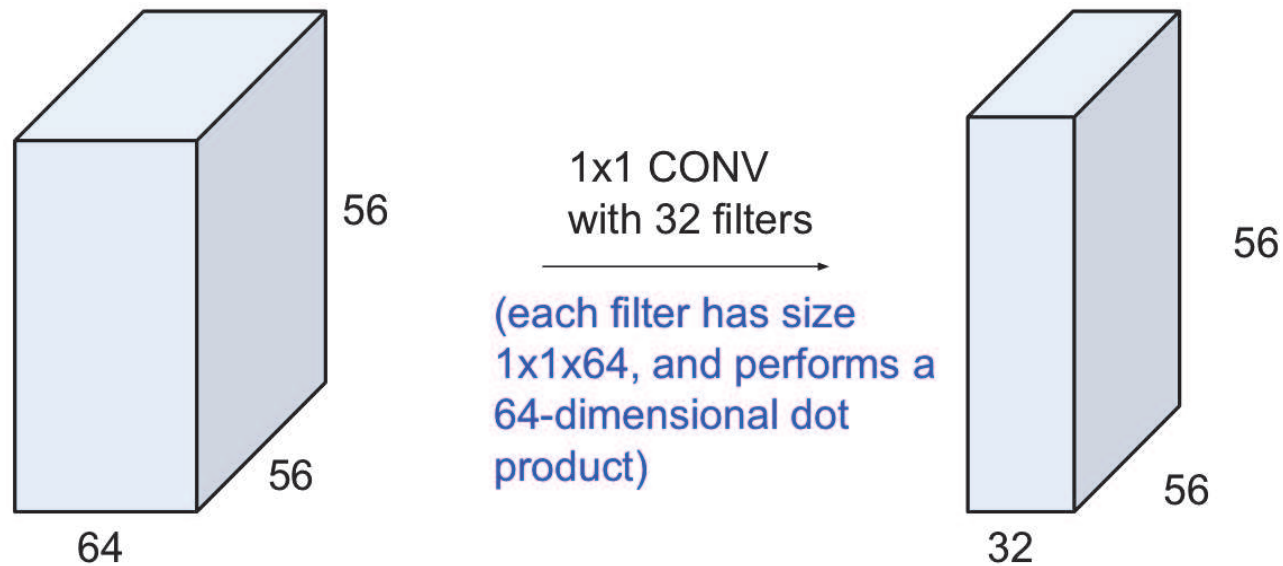 56
56
64
1x1 CONV
with 32 filters
(each filter has size
1x1x64, and performs a
64-dimensional dot
product)
56
56
32